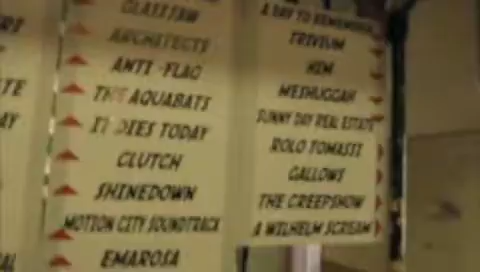 GLASSJAW
ARCHITECTS
ANTI-FLAG
THE AQUABATS
IT DIES TODAY
CLUTCH
SHINEDOWN
MOTION CITY SOUNDTRACK
EMAROSA
A DAY TO REMEMBER
TRIVIUM
HIM
MESHUGGAH
SUNNY DAY REAL ESTATE
ROLO TOMASSI
GALLOWS
THE CREEPSHOW
A WILHELM SCREAM